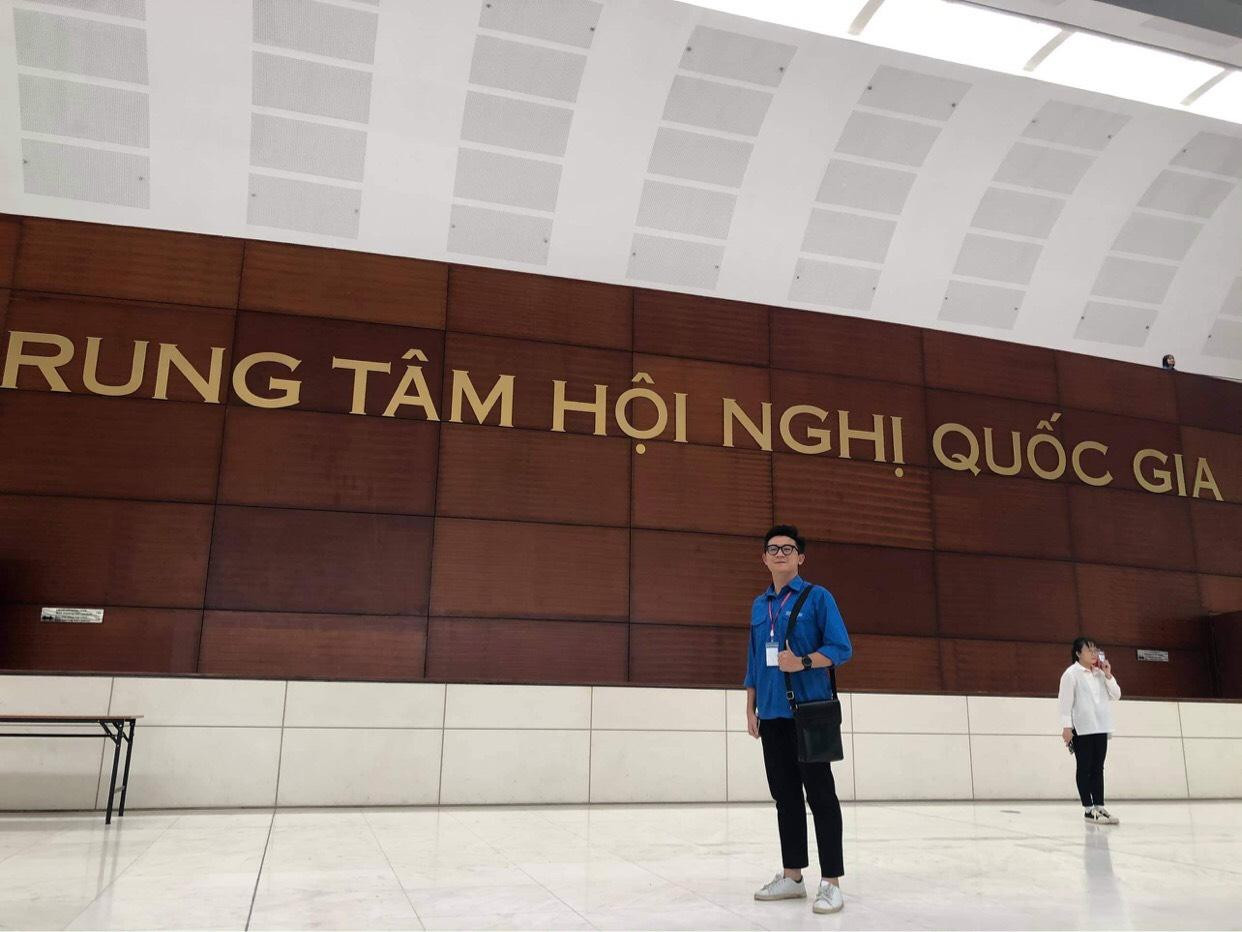 RUNG TÂM HỘI NGHỊ QUỐC GIA